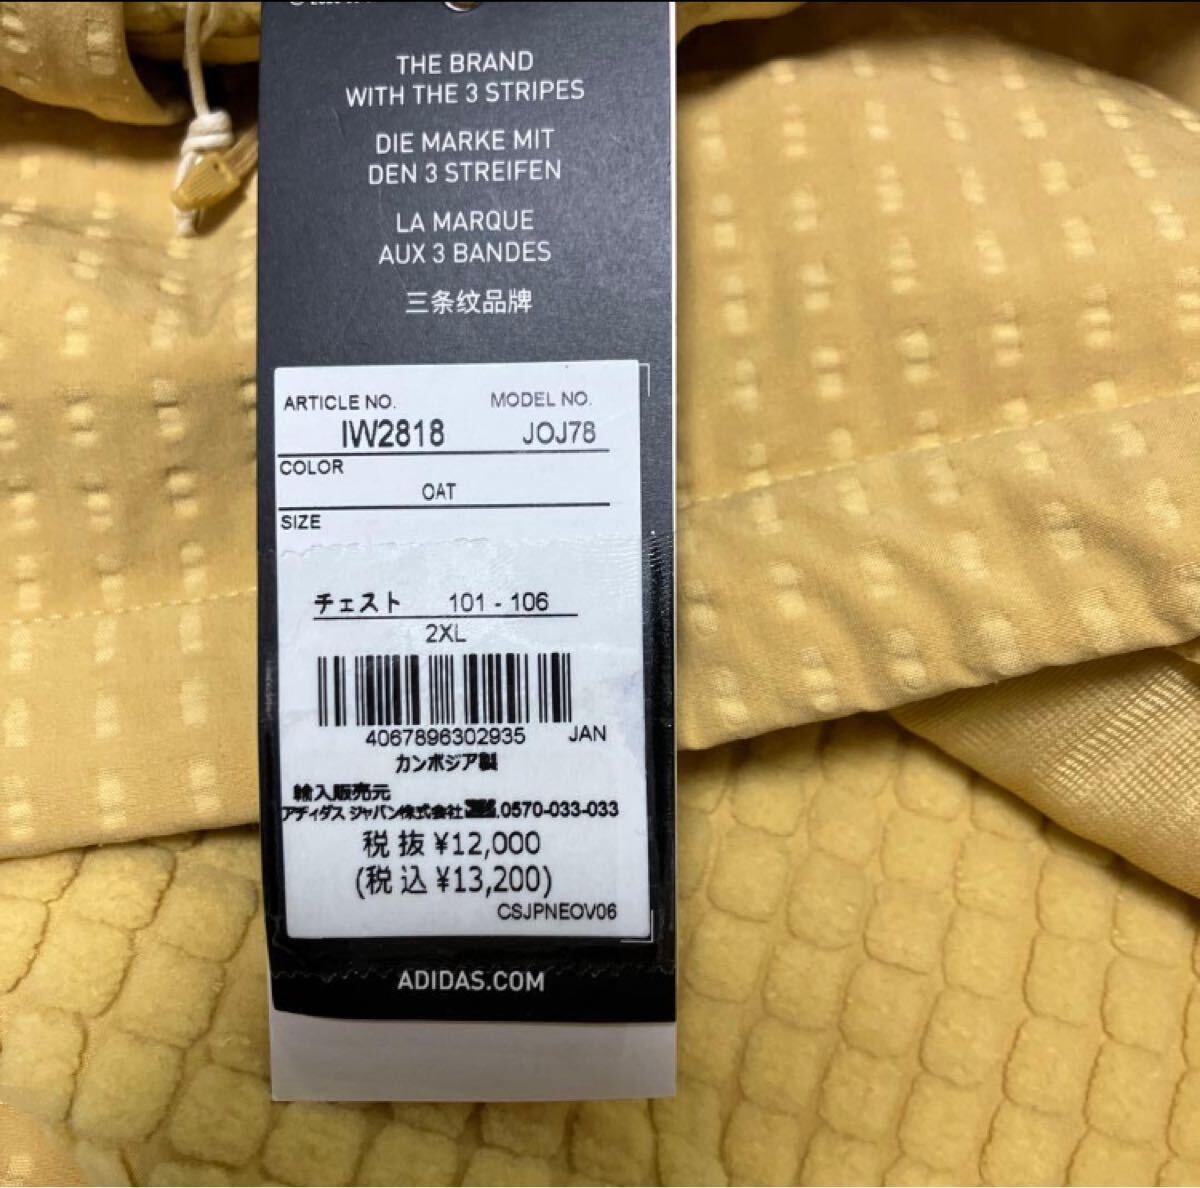 THE BRAND
WITH THE 3 STRIPES
DIE MARKE MIT
DEN 3 STREIFEN
LA MARQUE
AUX 3 BANDES
三条纹品牌
ARTICLE NO. MODEL NO.
IW2818 JOJ78
COLOR
OAT
SIZE
チェスト 101 - 106
2XL
4067896302935 JAN
カンボジア製
輸入販売元
アディダス ジャパン株式会社 .0570-033-033
税抜 ¥12,000
(税込 ¥13,200)
CSJPNEOV06
ADIDAS.COM